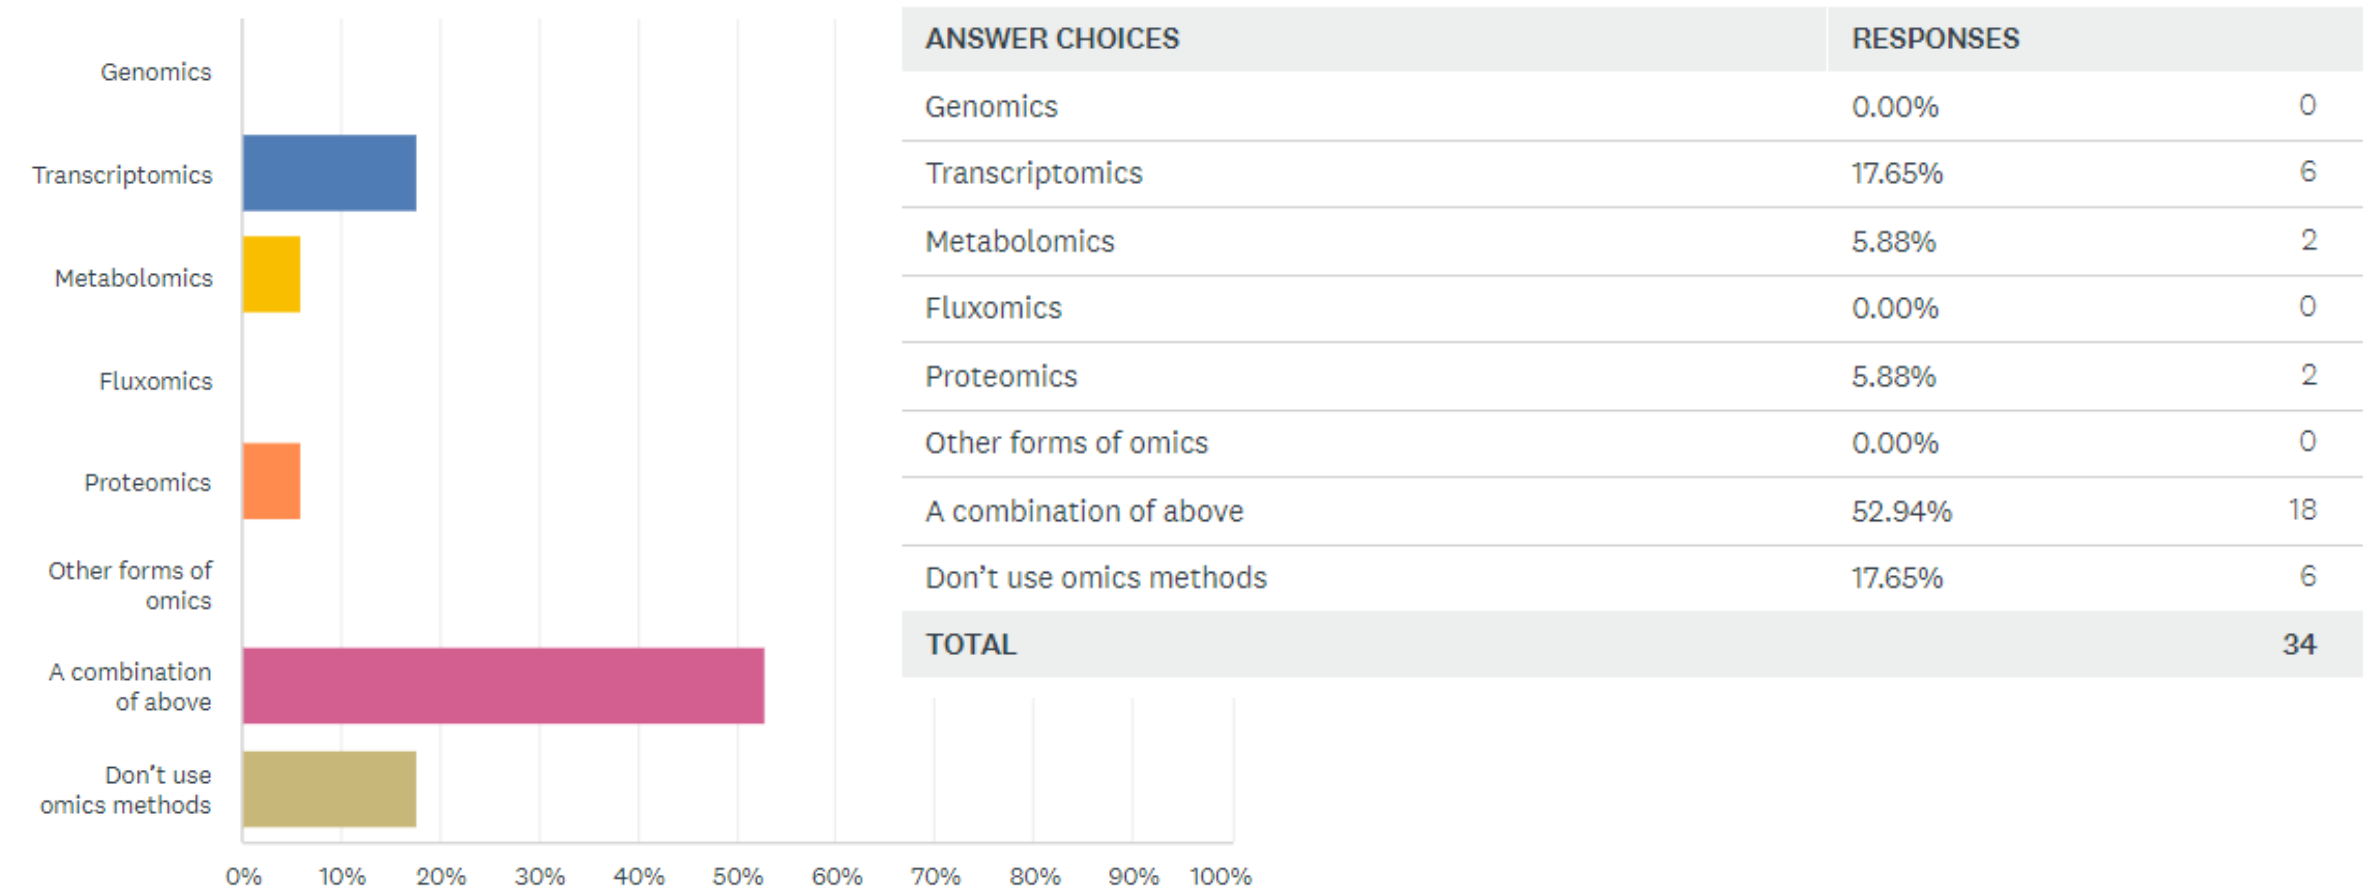 Genomics
Transcriptomics
Metabolomics
Fluxomics
Proteomics
Other forms of
omics
A combination
of above
Don't use
omics methods
0% 10% 20% 30% 40% 50% 60% 70% 80% 90% 100%
ANSWER CHOICES RESPONSES
Genomics 0.00% 0
Transcriptomics 17.65% 6
Metabolomics 5.88% 2
Fluxomics 0.00% 0
Proteomics 5.88% 2
Other forms of omics 0.00% 0
A combination of above 52.94% 18
Don't use omics methods 17.65% 6
TOTAL 34